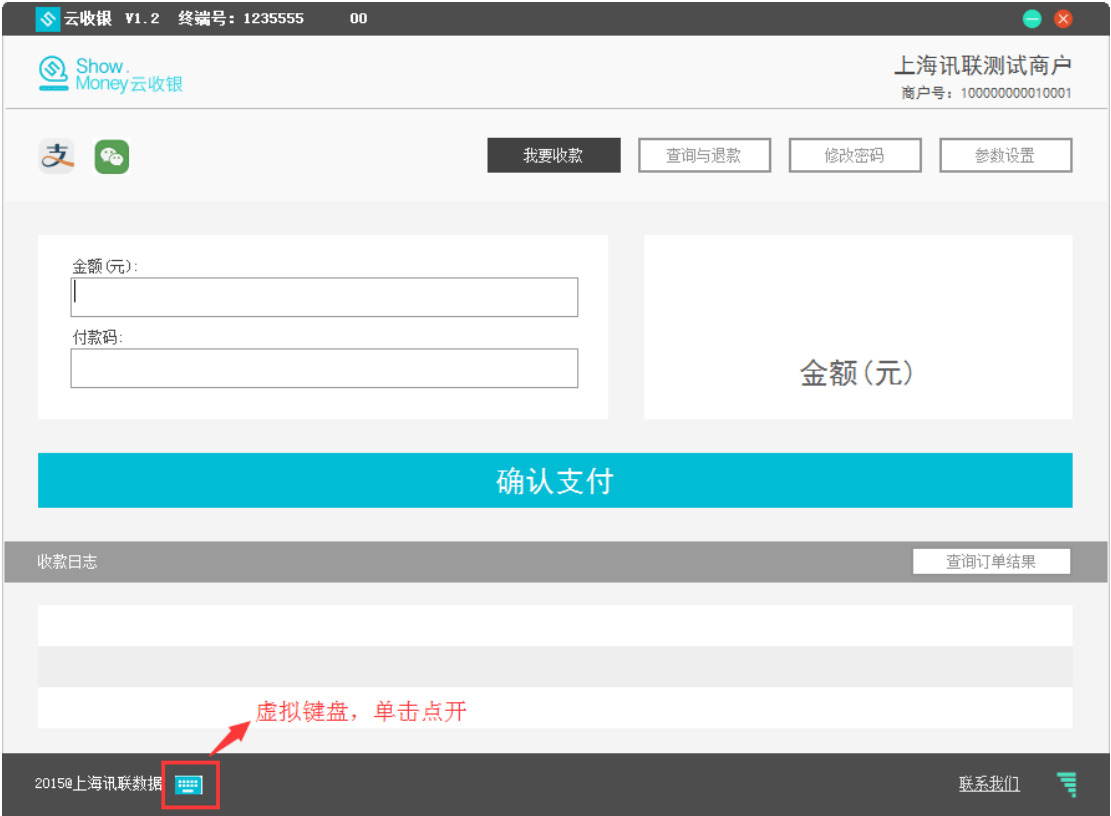 云收银 V1.2 终端号：1235555 00
Show.
Money云收银
上海讯联测试商户
商户号：100000000010001
支
我要收款 查询与退款 修改密码 参数设置
金额(元):
付款码:
金额(元)
确认支付
收款日志 查询订单结果
虚拟键盘，单击点开
2015@上海讯联数据 联系我们